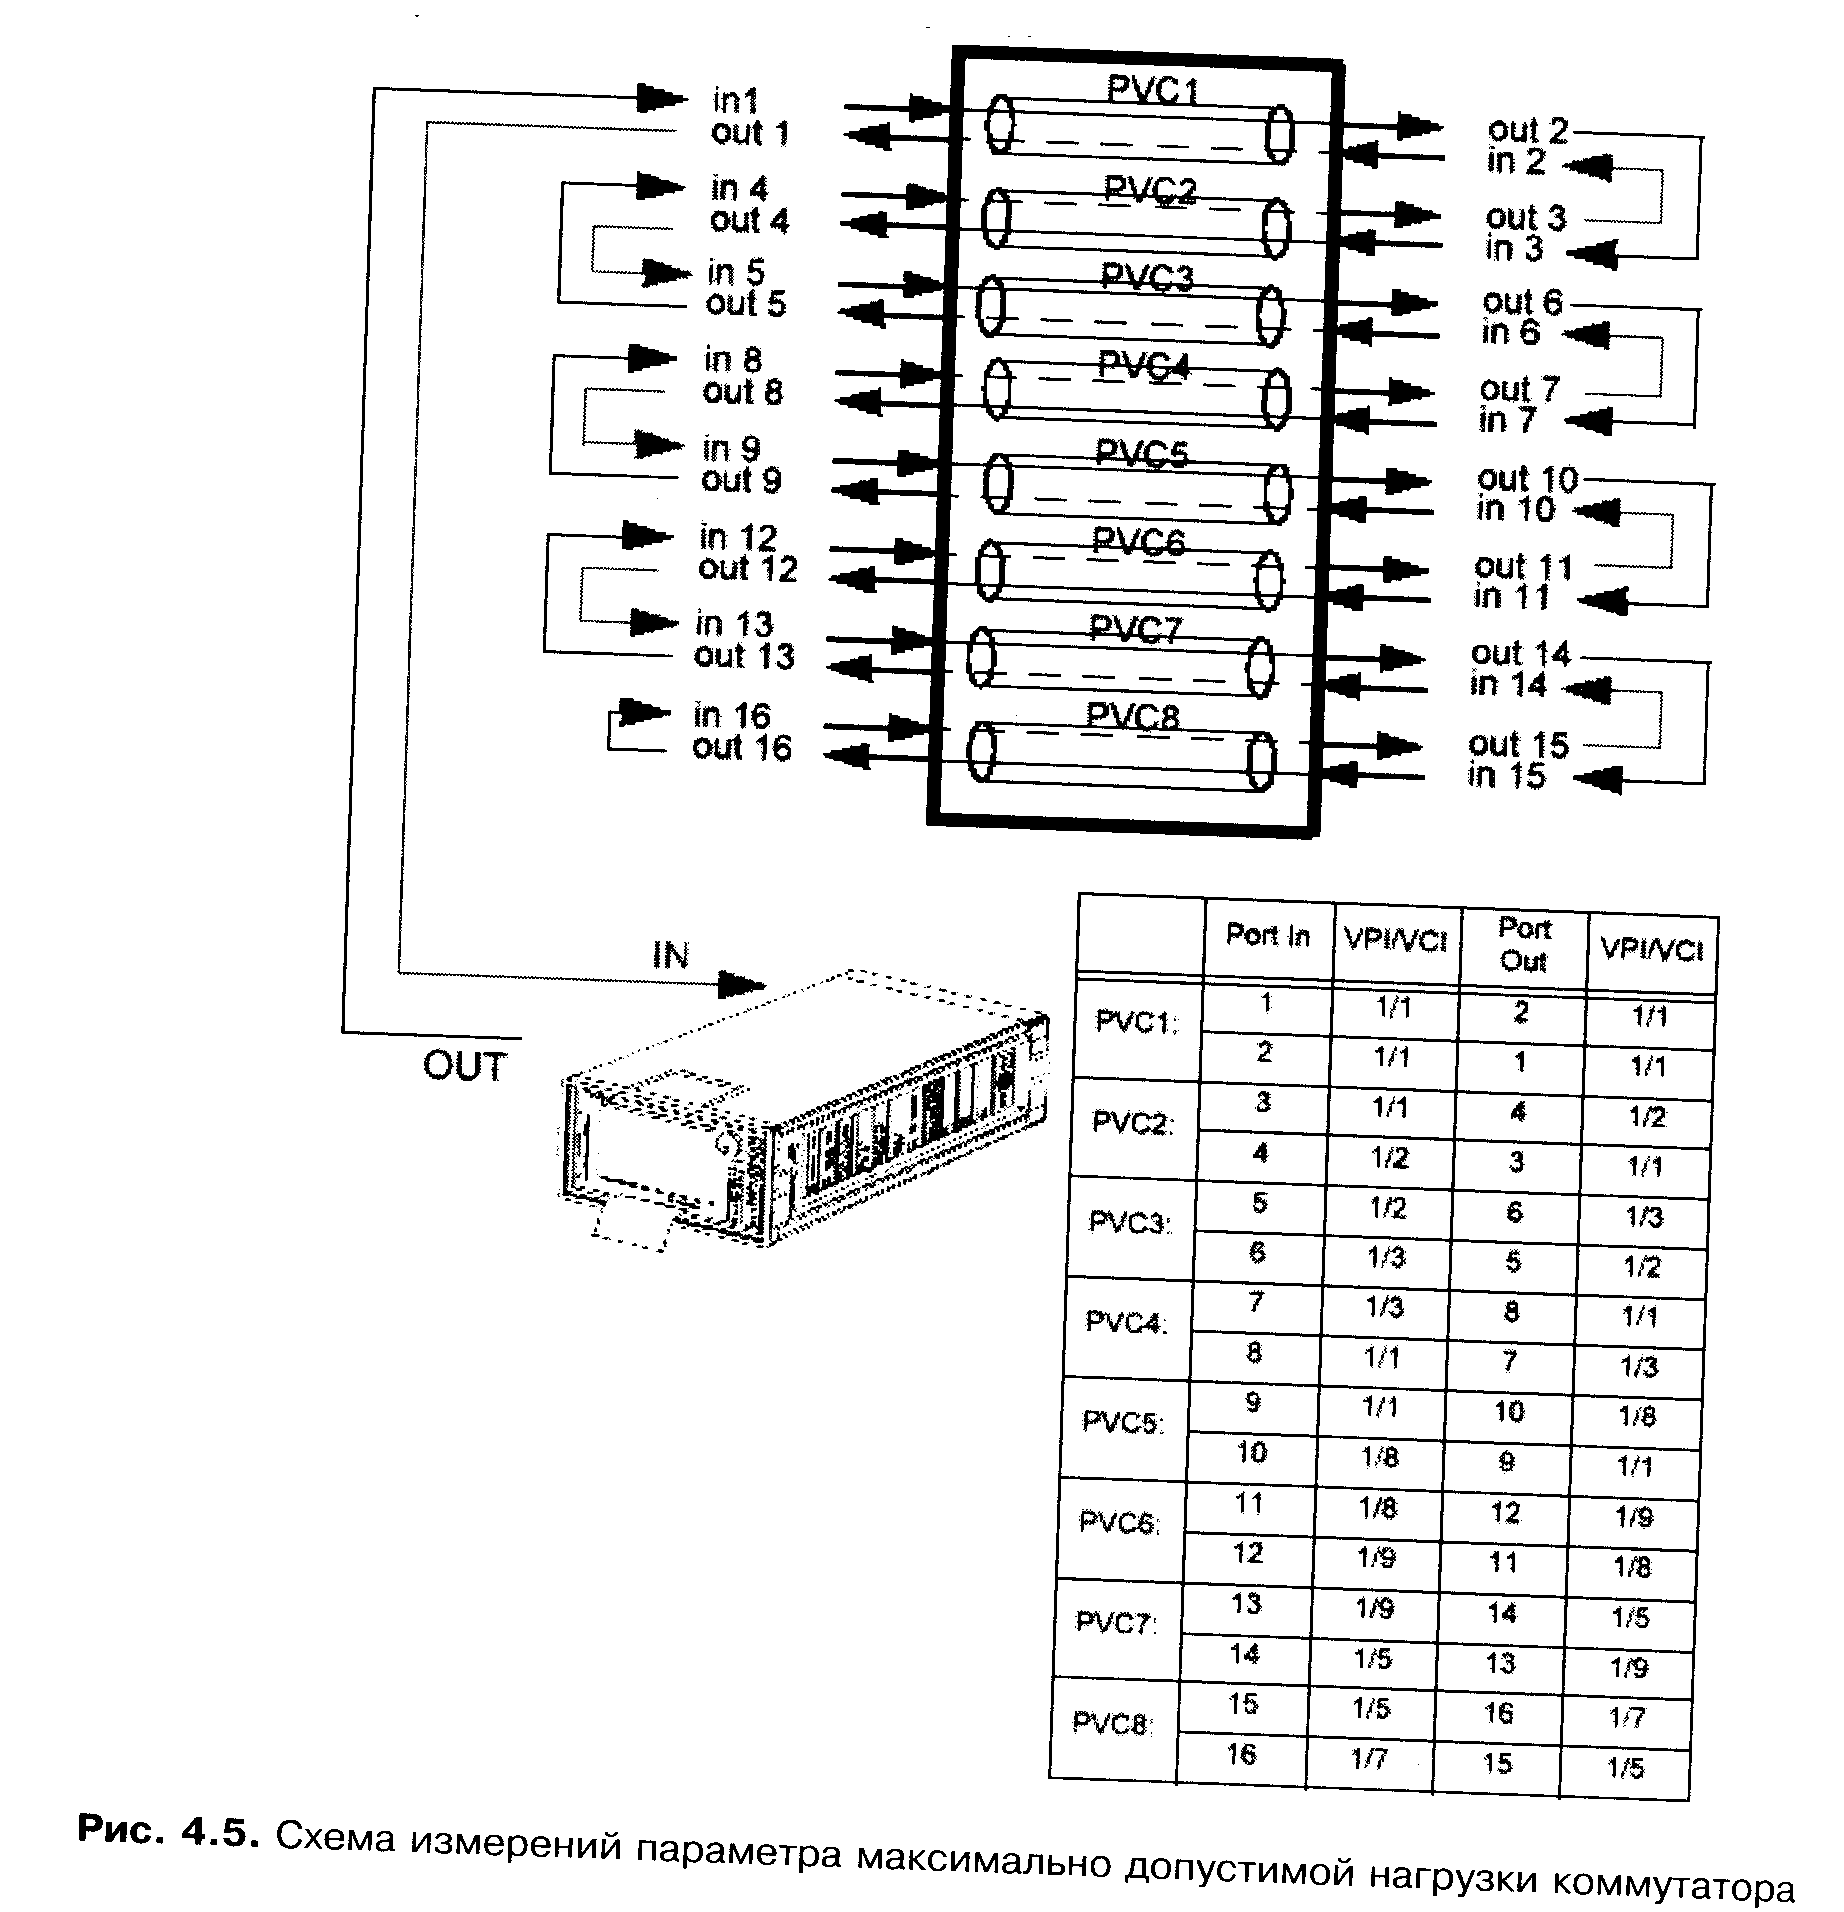 PVC1
in1
out 1
out 2
in 2
PVC2
in 4
out 4
out 3
in 3
PVC3
in 5
out 5
out 6
in 6
PVC4
in 8
out 8
out 7
in 7
PVC5
in 9
out 9
out 10
in 10
PVC6
in 12
out 12
out 11
in 11
PVC7
in 13
out 13
out 14
in 14
PVC8
in 16
out 16
out 15
in 15
IN
OUT
Port In VPI/VCI Port Out VPI/VCI
PVC1: 1 1/1 2 1/1
2 1/1 1 1/1
PVC2: 3 1/1 4 1/2
4 1/2 3 1/1
PVC3: 5 1/2 6 1/3
6 1/3 5 1/2
PVC4: 7 1/3 8 1/1
8 1/1 7 1/3
PVC5: 9 1/1 10 1/8
10 1/8 9 1/1
PVC6: 11 1/8 12 1/9
12 1/9 11 1/8
PVC7: 13 1/9 14 1/5
14 1/5 13 1/9
PVC8: 15 1/5 16 1/7
16 1/7 15 1/5
Рис. 4.5. Схема измерений параметра максимально допустимой нагрузки коммутатора